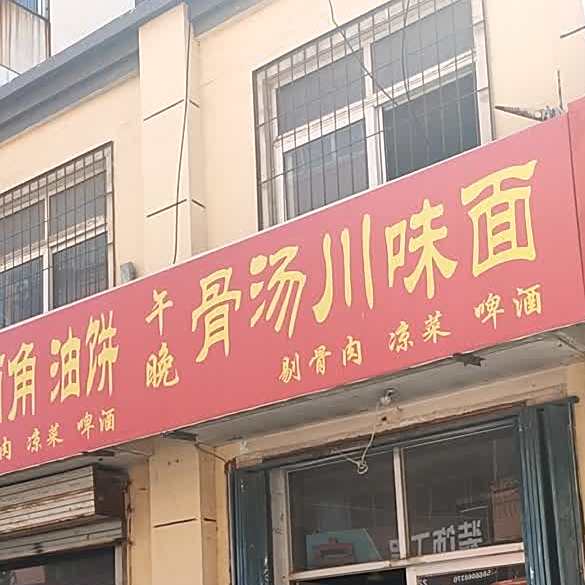 角 油饼
午晚
骨汤川味面
肉 凉菜 啤酒
剔骨肉 凉菜 啤酒